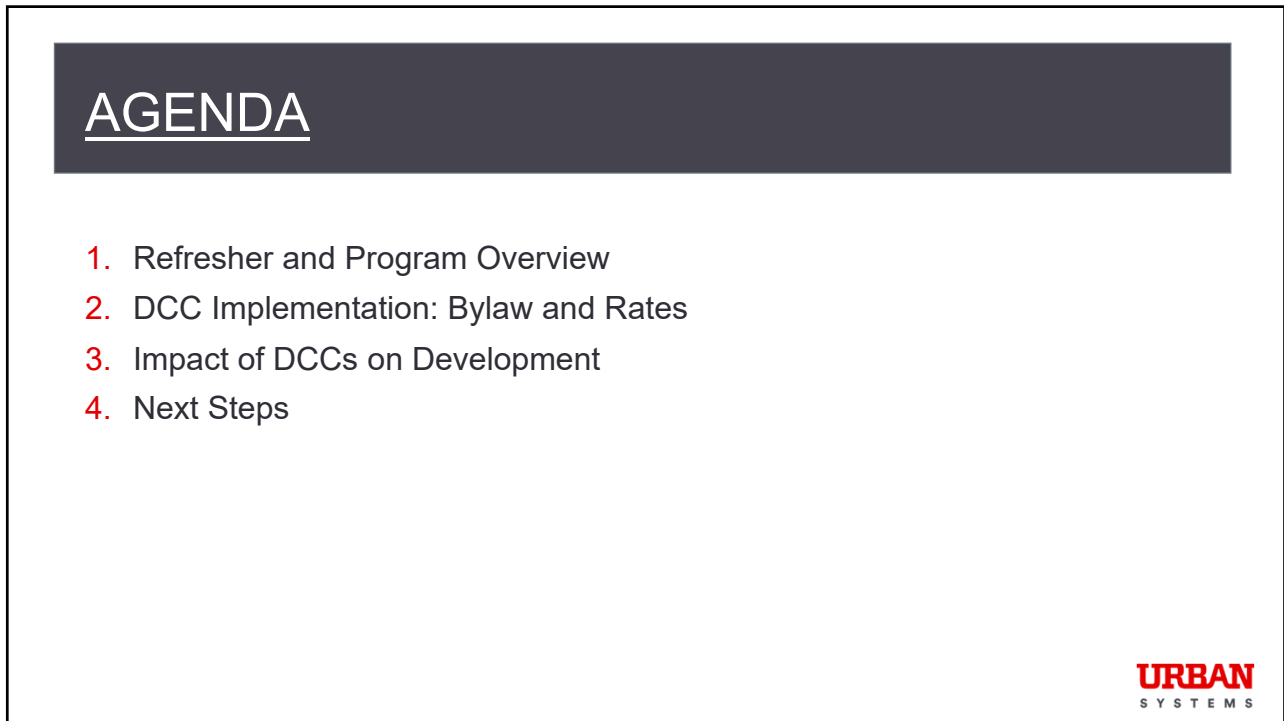 AGENDA
1. Refresher and Program Overview
2. DCC Implementation: Bylaw and Rates
3. Impact of DCCs on Development
4. Next Steps
URBAN
SYSTEMS